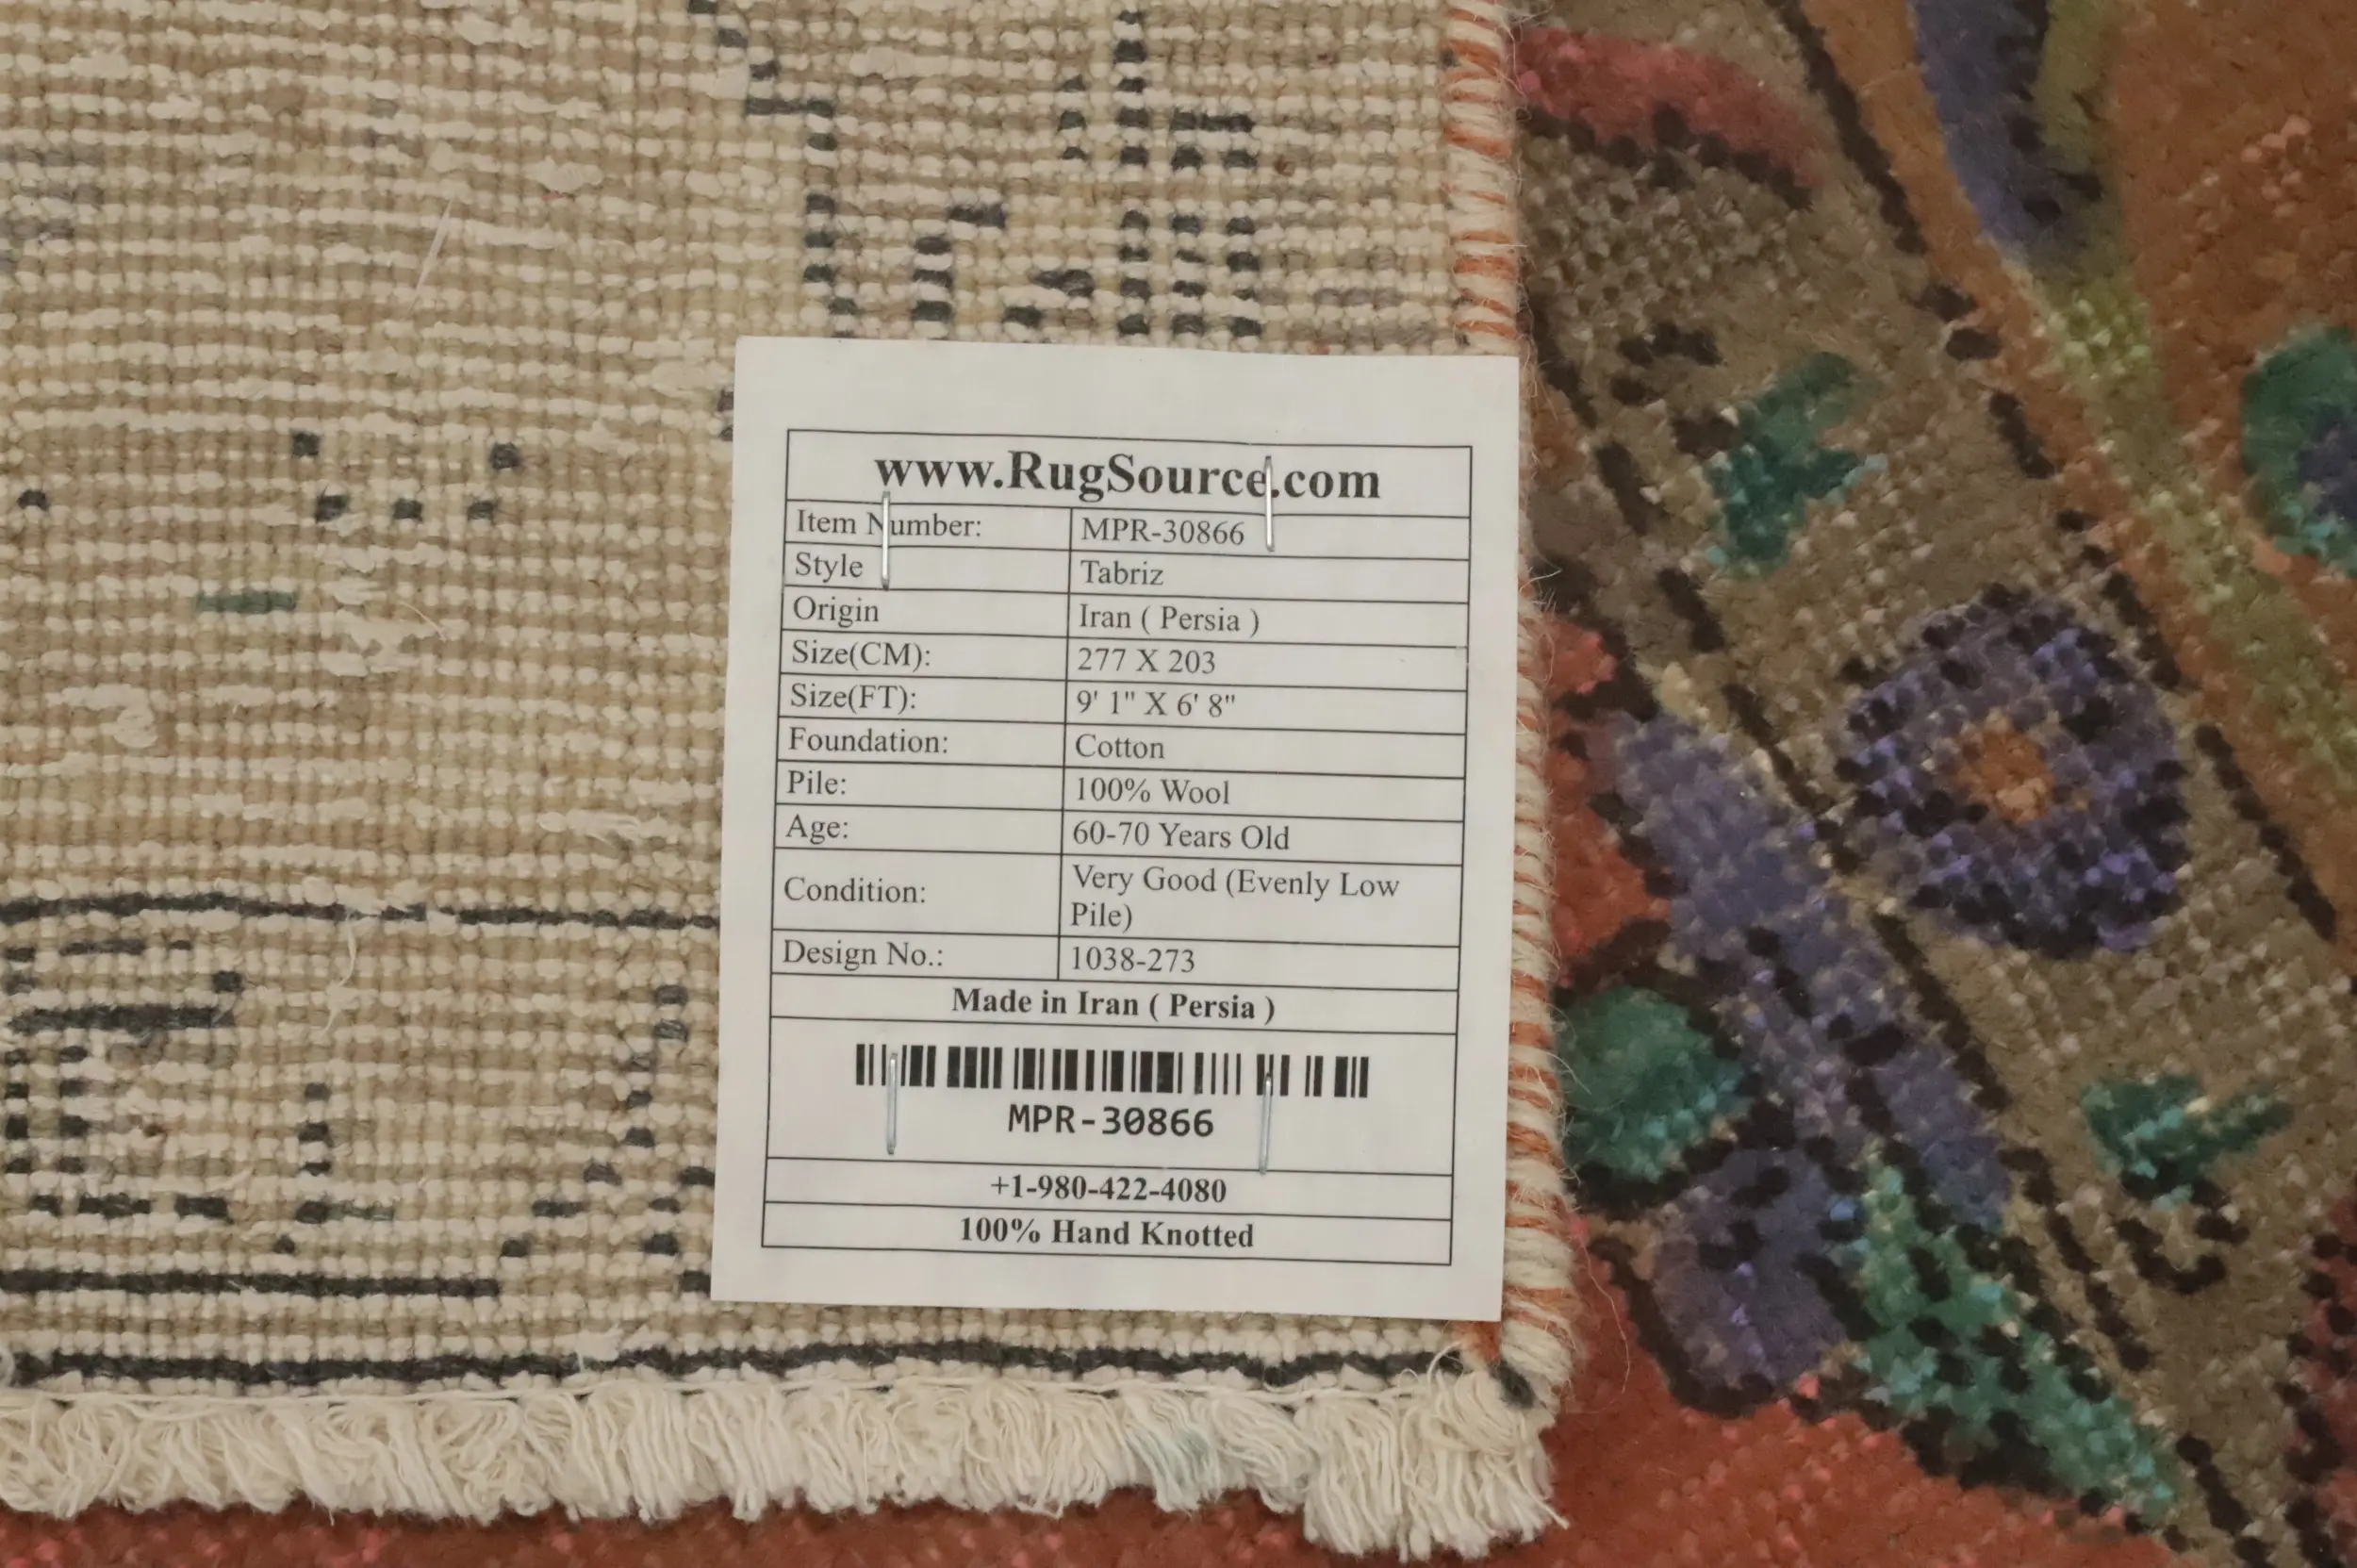 www.RugSource.com
Item Number: MPR-30866
Style Tabriz
Origin Iran ( Persia )
Size(CM): 277 X 203
Size(FT): 9' 1" X 6' 8"
Foundation: Cotton
Pile: 100% Wool
Age: 60-70 Years Old
Condition: Very Good (Evenly Low
Pile)
Design No.: 1038-273
Made in Iran ( Persia )
MPR-30866
+1-980-422-4080
100% Hand Knotted